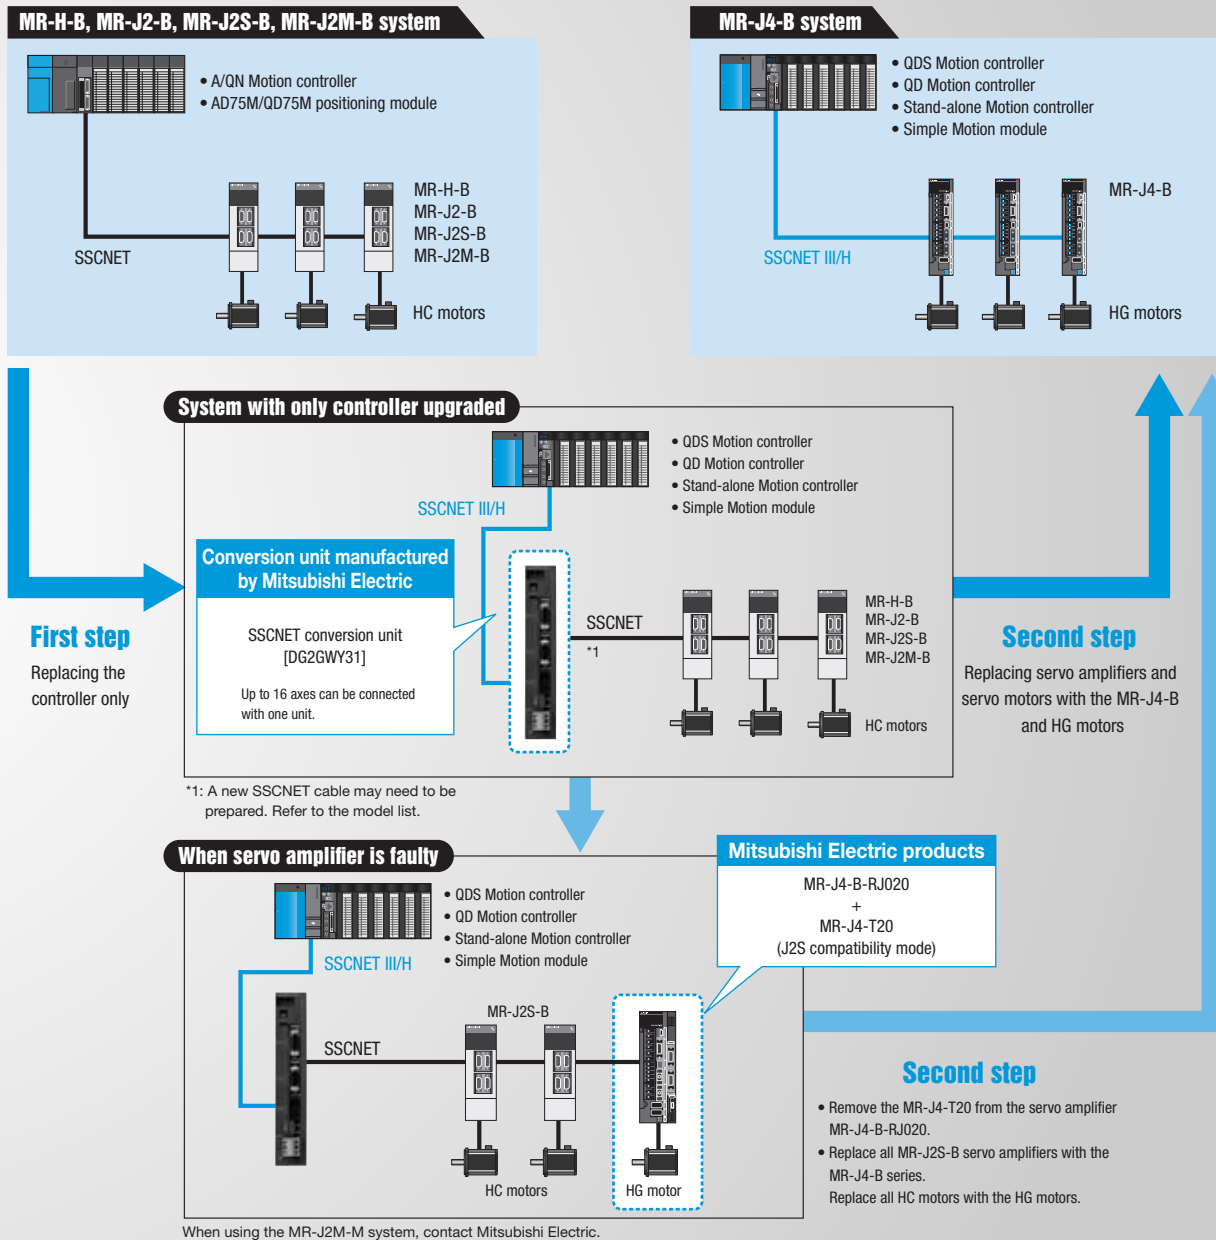 MR-H-B, MR-J2-B, MR-J2S-B, MR-J2M-B system
• A/QN Motion controller
• AD75M/QD75M positioning module
MR-H-B
MR-J2-B
MR-J2S-B
MR-J2M-B
SSCNET
HC motors
MR-J4-B system
• QDS Motion controller
• QD Motion controller
• Stand-alone Motion controller
• Simple Motion module
MR-J4-B
SSCNET III/H
HG motors
System with only controller upgraded
• QDS Motion controller
• QD Motion controller
• Stand-alone Motion controller
• Simple Motion module
SSCNET III/H
Conversion unit manufactured
by Mitsubishi Electric
SSCNET conversion unit
[DG2GWY31]
Up to 16 axes can be connected
with one unit.
SSCNET
*1
MR-H-B
MR-J2-B
MR-J2S-B
MR-J2M-B
HC motors
First step
Replacing the
controller only
Second step
Replacing servo amplifiers and
servo motors with the MR-J4-B
and HG motors
*1: A new SSCNET cable may need to be
prepared. Refer to the model list.
When servo amplifier is faulty
• QDS Motion controller
• QD Motion controller
• Stand-alone Motion controller
• Simple Motion module
SSCNET III/H
Mitsubishi Electric products
MR-J4-B-RJ020
+
MR-J4-T20
(J2S compatibility mode)
MR-J2S-B
SSCNET
HC motors
HG motor
Second step
• Remove the MR-J4-T20 from the servo amplifier
MR-J4-B-RJ020.
• Replace all MR-J2S-B servo amplifiers with the
MR-J4-B series.
Replace all HC motors with the HG motors.
When using the MR-J2M-M system, contact Mitsubishi Electric.